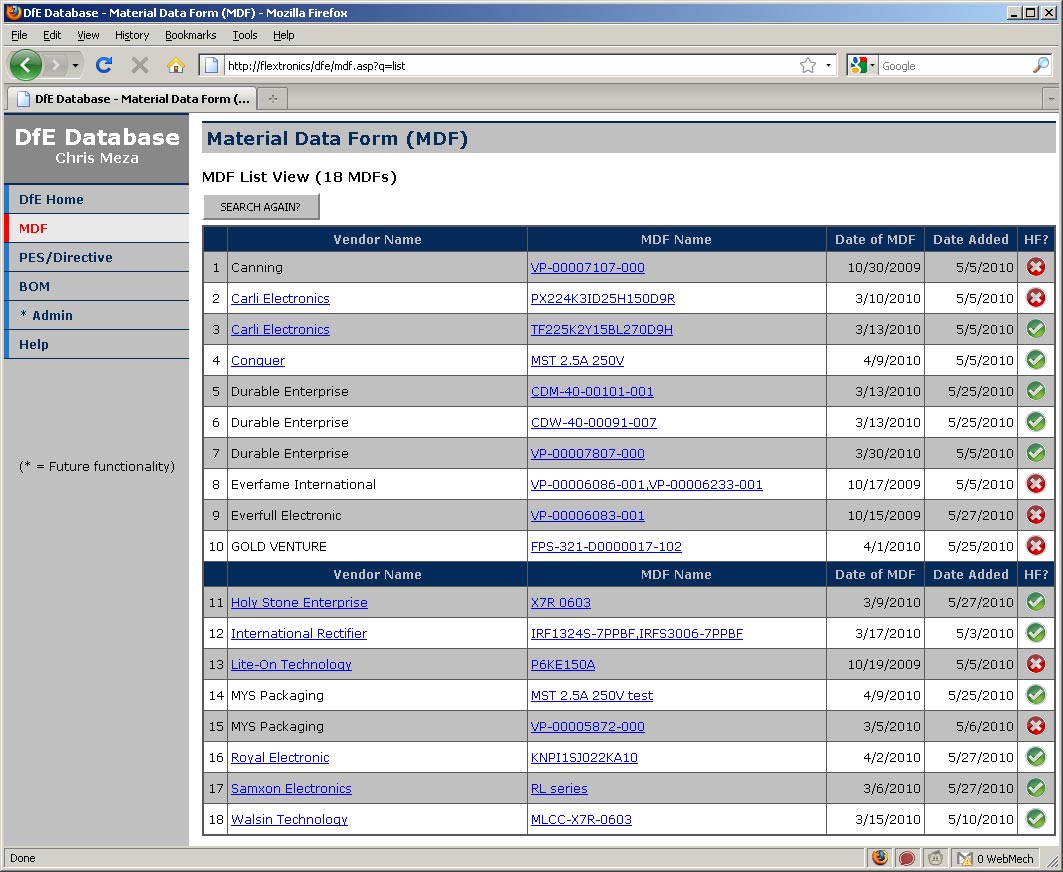 DfE Database - Material Data Form (MDF) - Mozilla Firefox
File Edit View History Bookmarks Tools Help
http://flextronics/dfe/mdf.asp?q=list
Google
DfE Database - Material Data Form (...
DfE Database
Chris Meza
DfE Home
MDF
PES/Directive
BOM
* Admin
Help
(* = Future functionality)
Material Data Form (MDF)
MDF List View (18 MDFs)
SEARCH AGAIN?
Vendor Name MDF Name Date of MDF Date Added HF?
1 Canning VP-00007107-000 10/30/2009 5/5/2010
2 Carli Electronics PX224K3ID25H150D9R 3/10/2010 5/5/2010
3 Carli Electronics TF225K2Y15BL270D9H 3/13/2010 5/5/2010
4 Conquer MST 2.5A 250V 4/9/2010 5/5/2010
5 Durable Enterprise CDM-40-00101-001 3/13/2010 5/25/2010
6 Durable Enterprise CDW-40-00091-007 3/13/2010 5/25/2010
7 Durable Enterprise VP-00007807-000 3/30/2010 5/5/2010
8 Everfame International VP-00006086-001,VP-00006233-001 10/17/2009 5/5/2010
9 Everfull Electronic VP-00006083-001 10/15/2009 5/27/2010
10 GOLD VENTURE FPS-321-D0000017-102 4/1/2010 5/25/2010
Vendor Name MDF Name Date of MDF Date Added HF?
11 Holy Stone Enterprise X7R 0603 3/9/2010 5/27/2010
12 International Rectifier IRF1324S-7PPBF,IRFS3006-7PPBF 3/17/2010 5/3/2010
13 Lite-On Technology P6KE150A 10/19/2009 5/5/2010
14 MYS Packaging MST 2.5A 250V test 4/9/2010 5/25/2010
15 MYS Packaging VP-00005872-000 3/5/2010 5/6/2010
16 Royal Electronic KNPI1SJ022KA10 4/2/2010 5/27/2010
17 Samxon Electronics RL series 3/6/2010 5/27/2010
18 Walsin Technology MLCC-X7R-0603 3/15/2010 5/10/2010
Done
0 WebMech